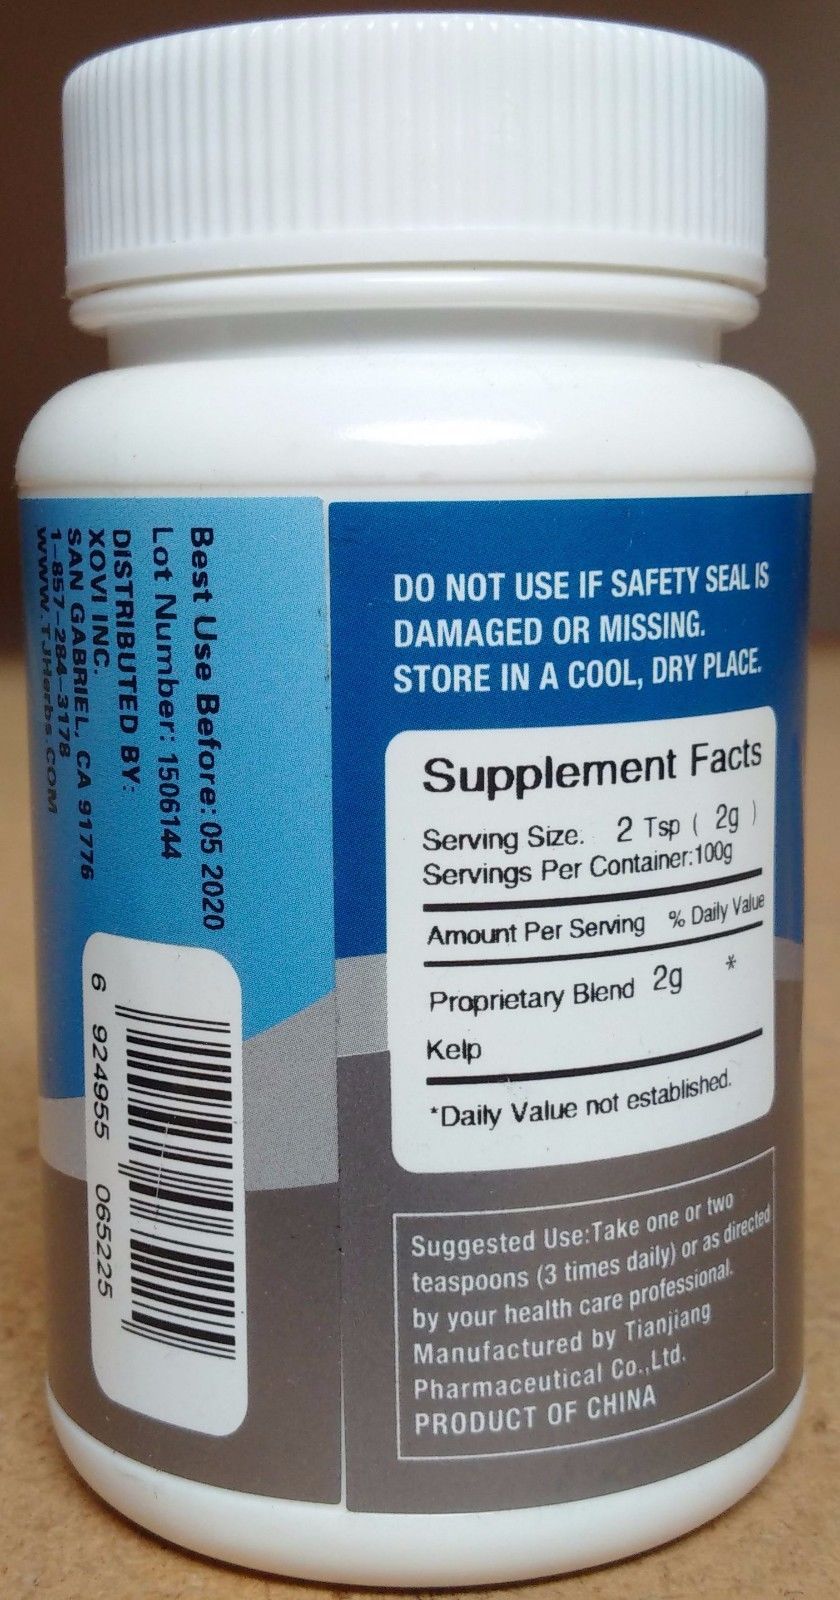 Best Use Before: 05 2020
Lot Number: 1506144
DISTRIBUTED BY:
XOVI INC.
SAN GABRIEL, CA 91776
1-857-284-3178
WWW.TJHerbs.COM
6 924955 065225
DO NOT USE IF SAFETY SEAL IS
DAMAGED OR MISSING.
STORE IN A COOL, DRY PLACE.
Supplement Facts
Serving Size. 2 Tsp ( 2g )
Servings Per Container:100g
Amount Per Serving % Daily Value
Proprietary Blend 2g *
Kelp
*Daily Value not established.
Suggested Use:Take one or two
teaspoons (3 times daily) or as directed
by your health care professional.
Manufactured by Tianjiang
Pharmaceutical Co.,Ltd.
PRODUCT OF CHINA